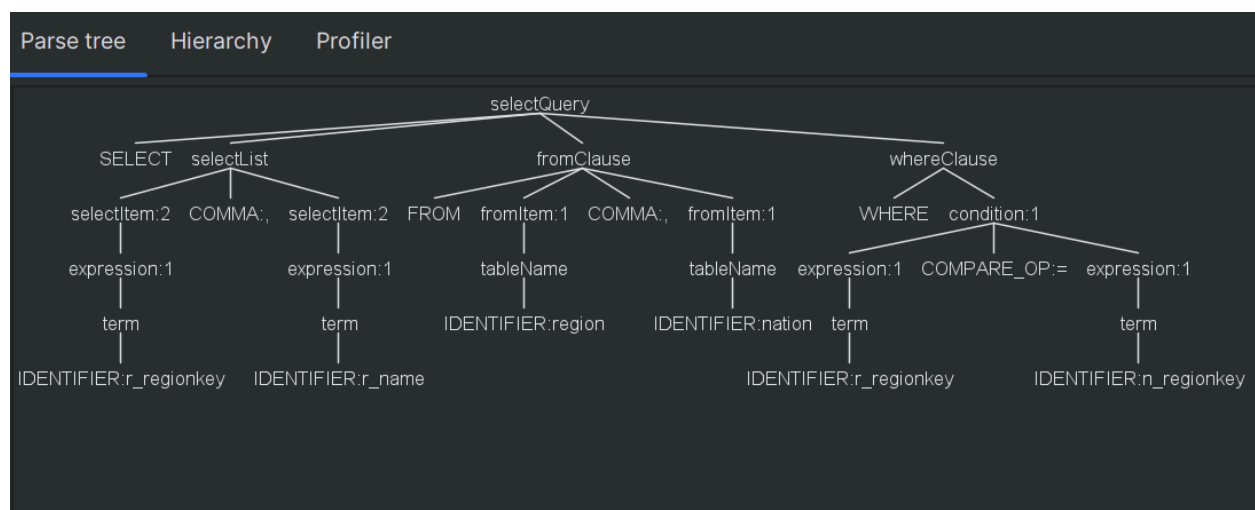 Parse tree Hierarchy Profiler
selectQuery
SELECT selectList fromClause whereClause
selectItem:2 COMMA:, selectItem:2 FROM fromItem:1 COMMA:, fromItem:1 WHERE condition:1
expression:1 expression:1 tableName tableName expression:1 COMPARE_OP:= expression:1
term term IDENTIFIER:region IDENTIFIER:nation term term
IDENTIFIER:r_regionkey IDENTIFIER:r_name IDENTIFIER:r_regionkey IDENTIFIER:n_regionkey